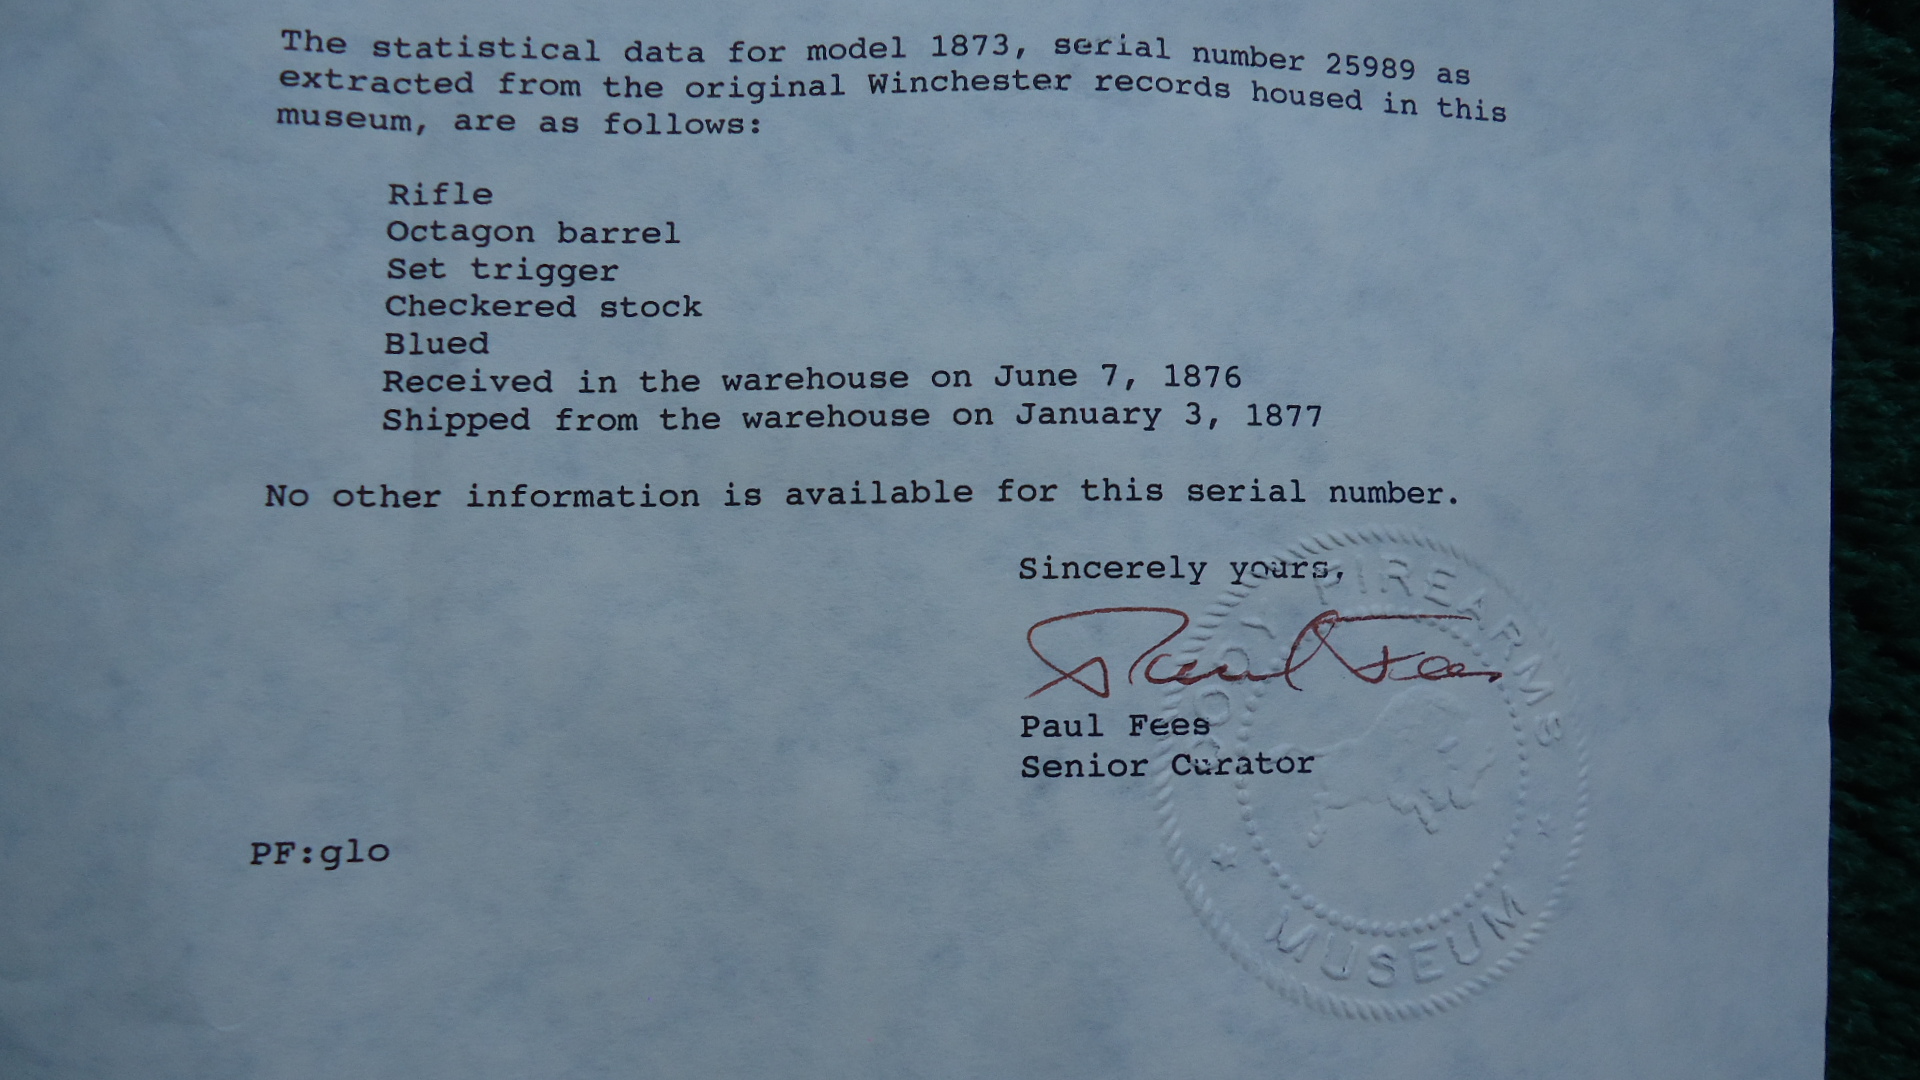 The statistical data for model 1873, serial number 25989 as
extracted from the original Winchester records housed in this
museum, are as follows:
Rifle
Octagon barrel
Set trigger
Checkered stock
Blued
Received in the warehouse on June 7, 1876
Shipped from the warehouse on January 3, 1877
No other information is available for this serial number.
Sincerely yours,
Paul Fees
Paul Fees
Senior Curator
PF:glo
CODY FIREARMS
MUSEUM